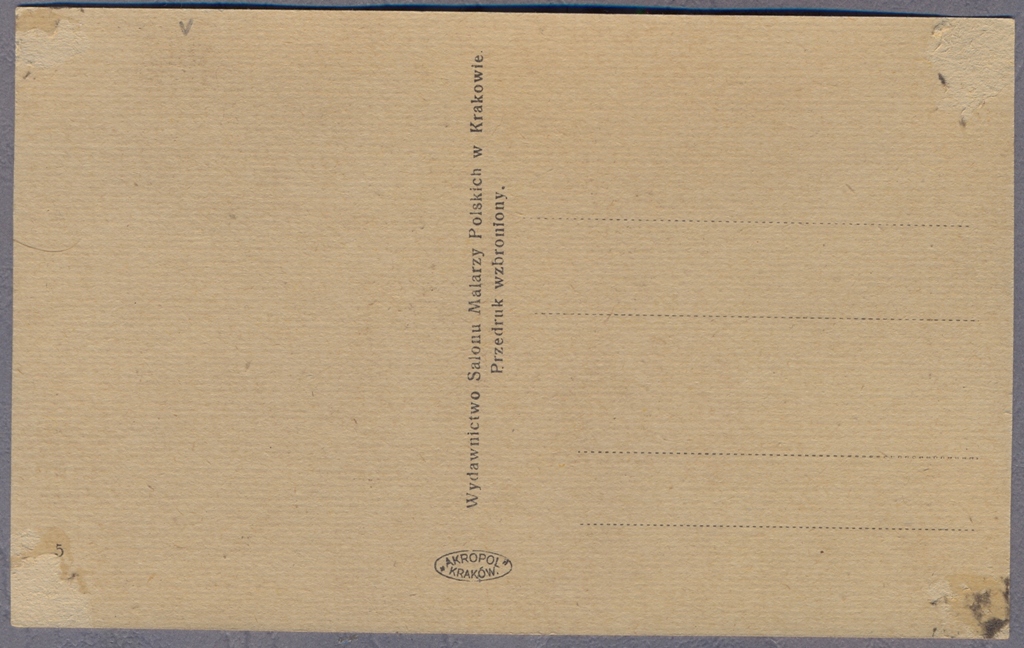 Wydawnictwo Salonu Malarzy Polskich w Krakowie.
Przedruk wzbroniony.
5
*AKROPOL*
KRAKÓW.